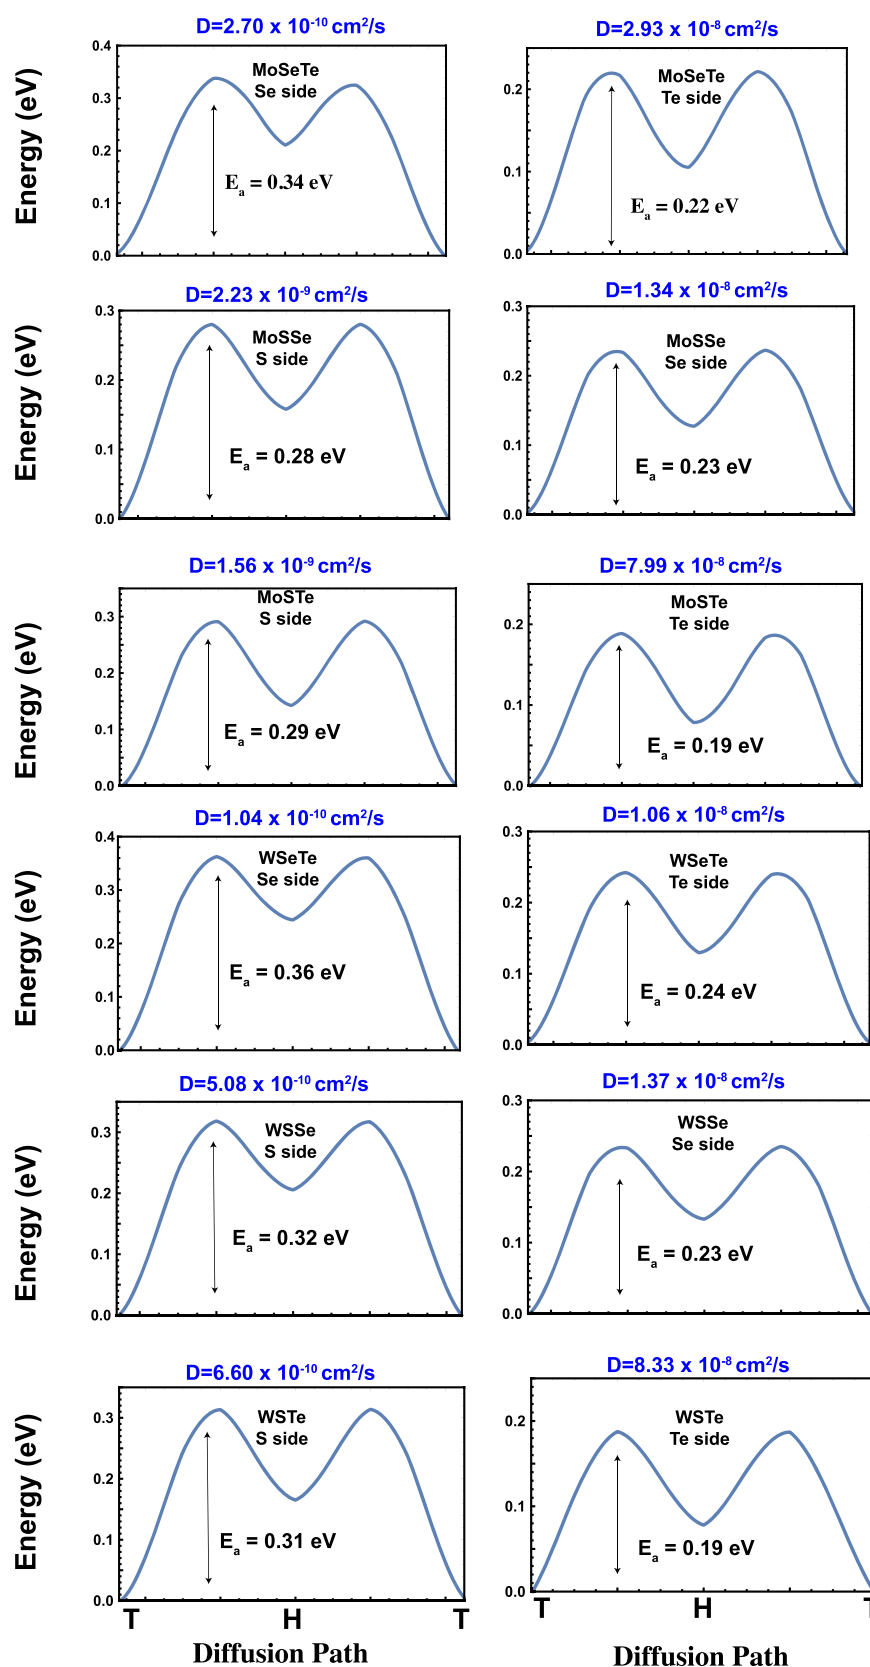 D=2.70 x 10⁻¹⁰ cm²/s
Energy (eV)
0.4
0.3
0.2
0.1
0.0
MoSeTe
Se side
Eₐ = 0.34 eV
D=2.93 x 10⁻⁸ cm²/s
0.2
0.1
0.0
MoSeTe
Te side
Eₐ = 0.22 eV
D=2.23 x 10⁻⁹ cm²/s
Energy (eV)
0.3
0.2
0.1
0.0
MoSSe
S side
Eₐ = 0.28 eV
D=1.34 x 10⁻⁸ cm²/s
0.3
0.2
0.1
0.0
MoSSe
Se side
Eₐ = 0.23 eV
D=1.56 x 10⁻⁹ cm²/s
Energy (eV)
0.3
0.2
0.1
0.0
MoSTe
S side
Eₐ = 0.29 eV
D=7.99 x 10⁻⁸ cm²/s
0.2
0.1
0.0
MoSTe
Te side
Eₐ = 0.19 eV
D=1.04 x 10⁻¹⁰ cm²/s
Energy (eV)
0.4
0.3
0.2
0.1
0.0
WSeTe
Se side
Eₐ = 0.36 eV
D=1.06 x 10⁻⁸ cm²/s
0.3
0.2
0.1
0.0
WSeTe
Te side
Eₐ = 0.24 eV
D=5.08 x 10⁻¹⁰ cm²/s
Energy (eV)
0.3
0.2
0.1
0.0
WSSe
S side
Eₐ = 0.32 eV
D=1.37 x 10⁻⁸ cm²/s
0.3
0.2
0.1
0.0
WSSe
Se side
Eₐ = 0.23 eV
D=6.60 x 10⁻¹⁰ cm²/s
Energy (eV)
0.3
0.2
0.1
0.0
WSTe
S side
Eₐ = 0.31 eV
T H T
Diffusion Path
D=8.33 x 10⁻⁸ cm²/s
0.2
0.1
0.0
WSTe
Te side
Eₐ = 0.19 eV
T H T
Diffusion Path